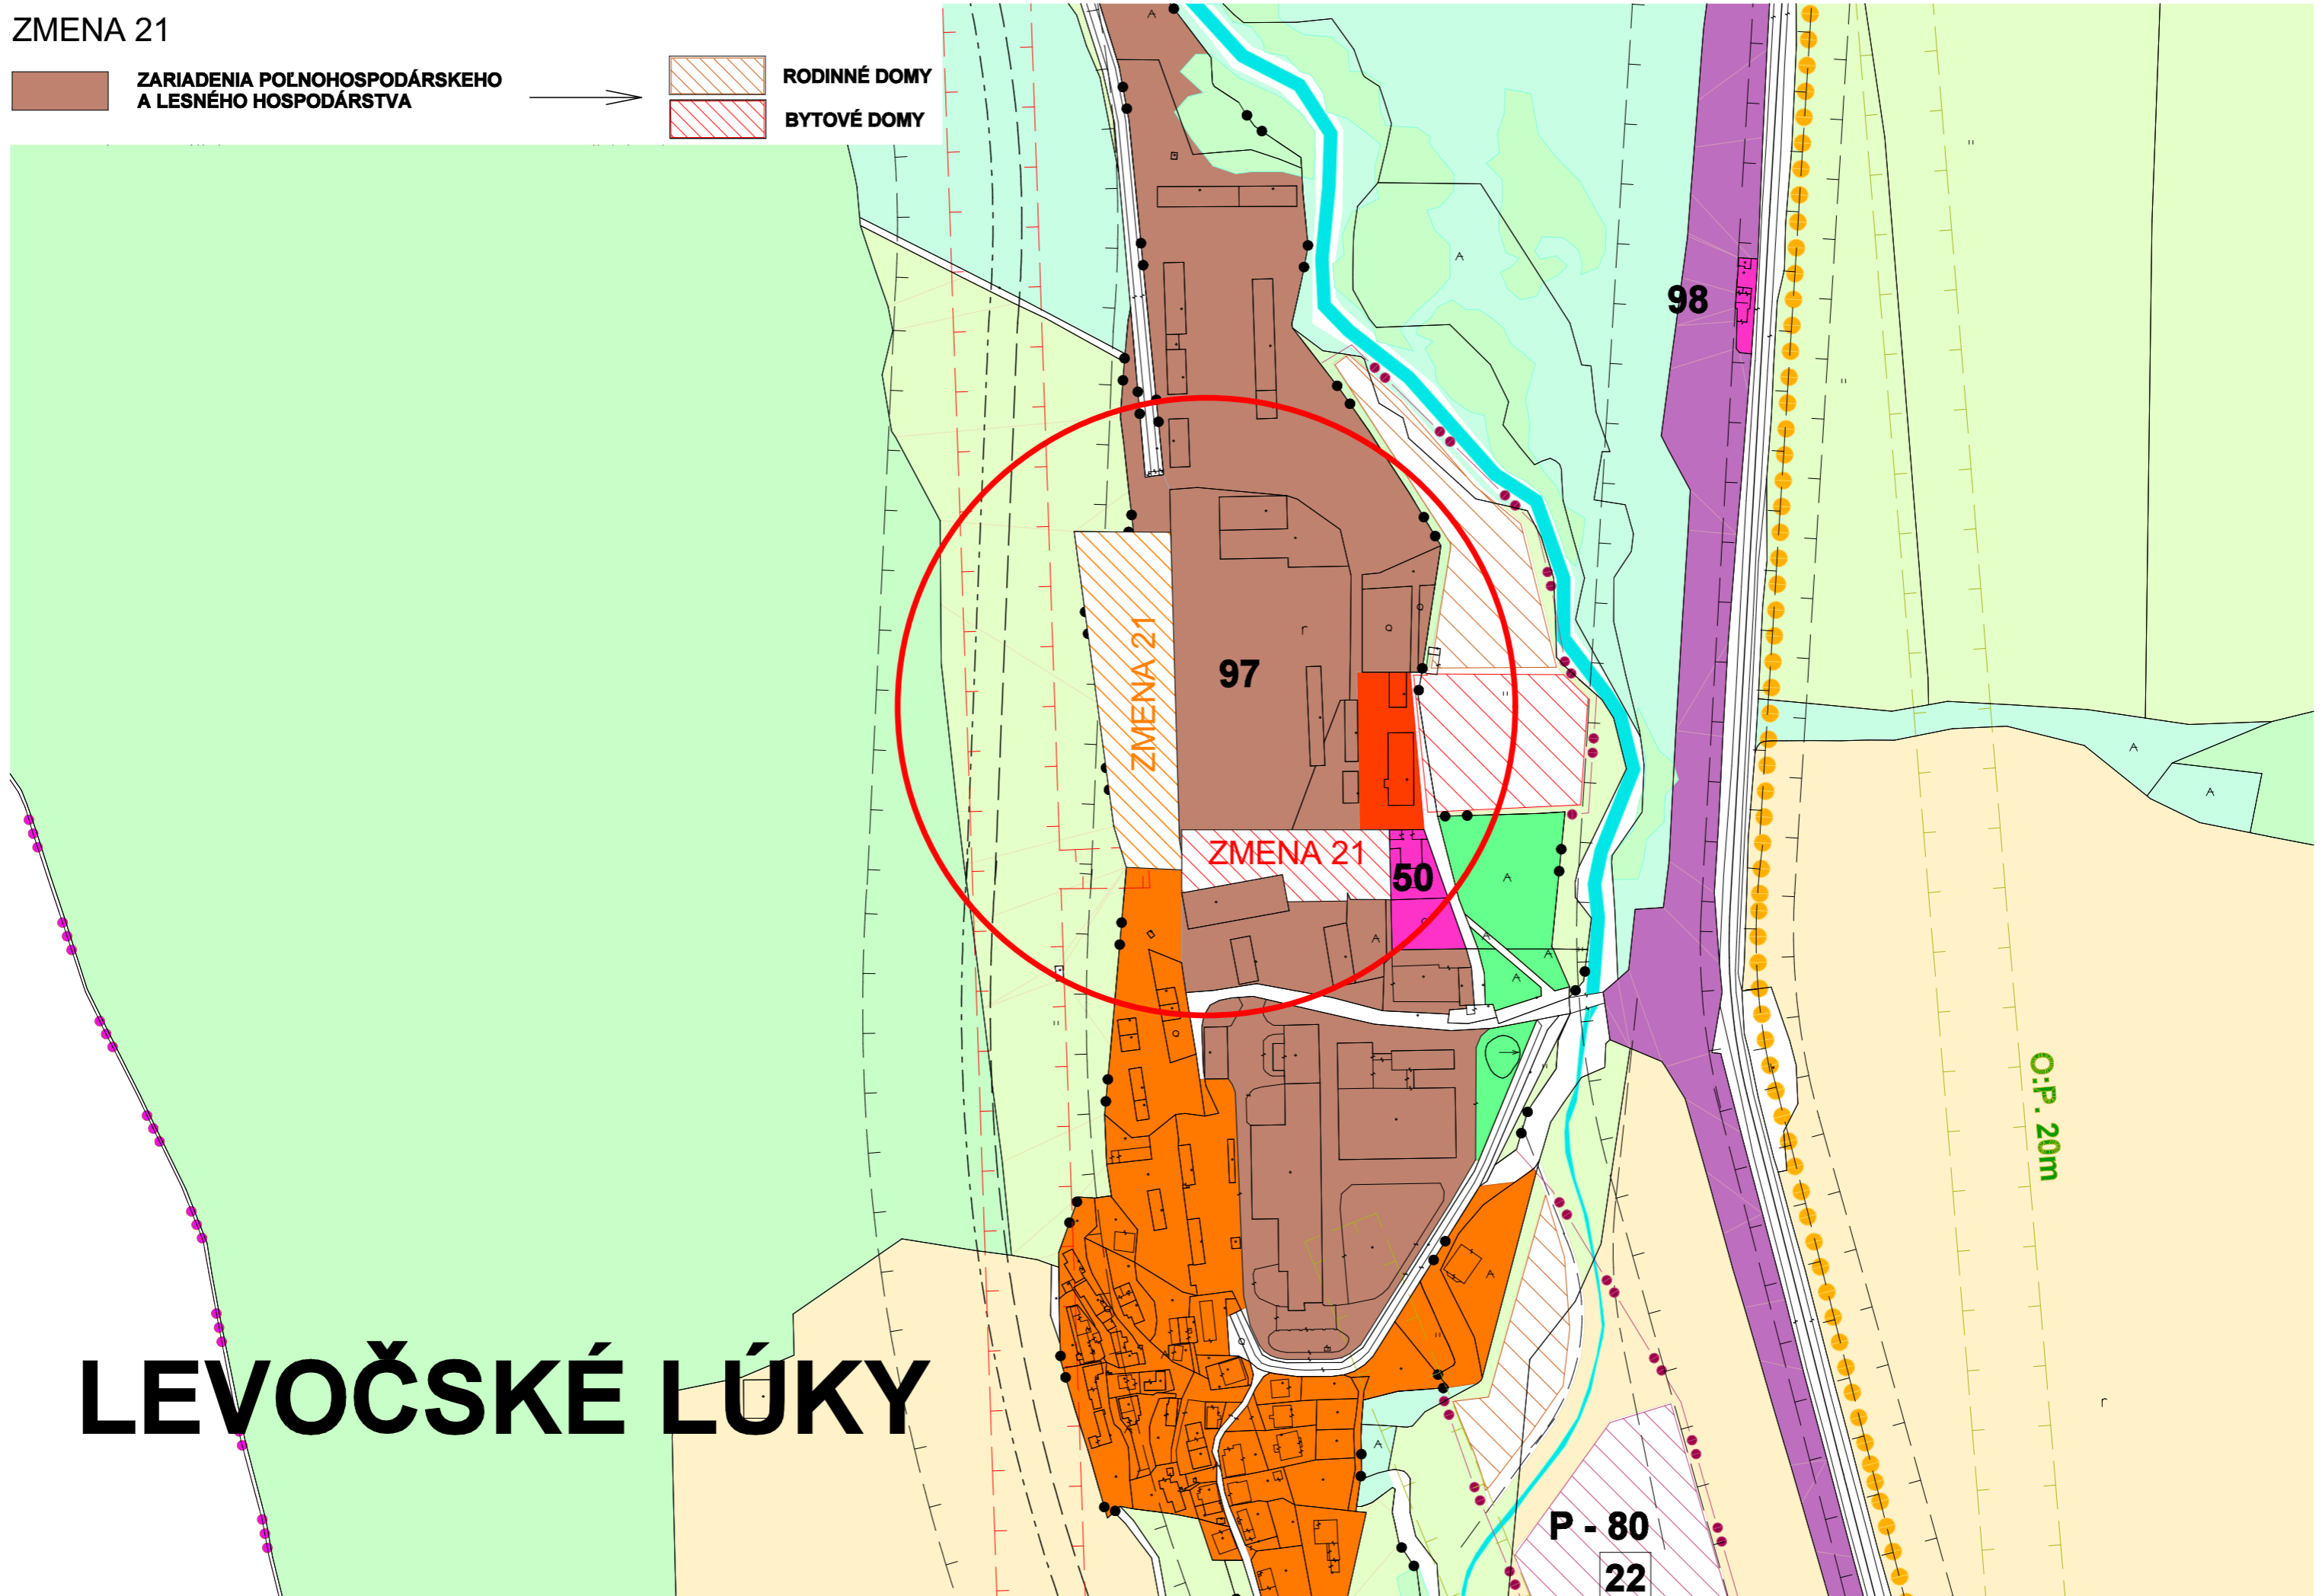 ZMENA 21
ZARIADENIA POĽNOHOSPODÁRSKEHO
A LESNÉHO HOSPODÁRSTVA
RODINNÉ DOMY
BYTOVÉ DOMY
98
ZMENA 21
97
ZMENA 21
50
O:P. 20m
LEVOČSKÉ LÚKY
P - 80
22